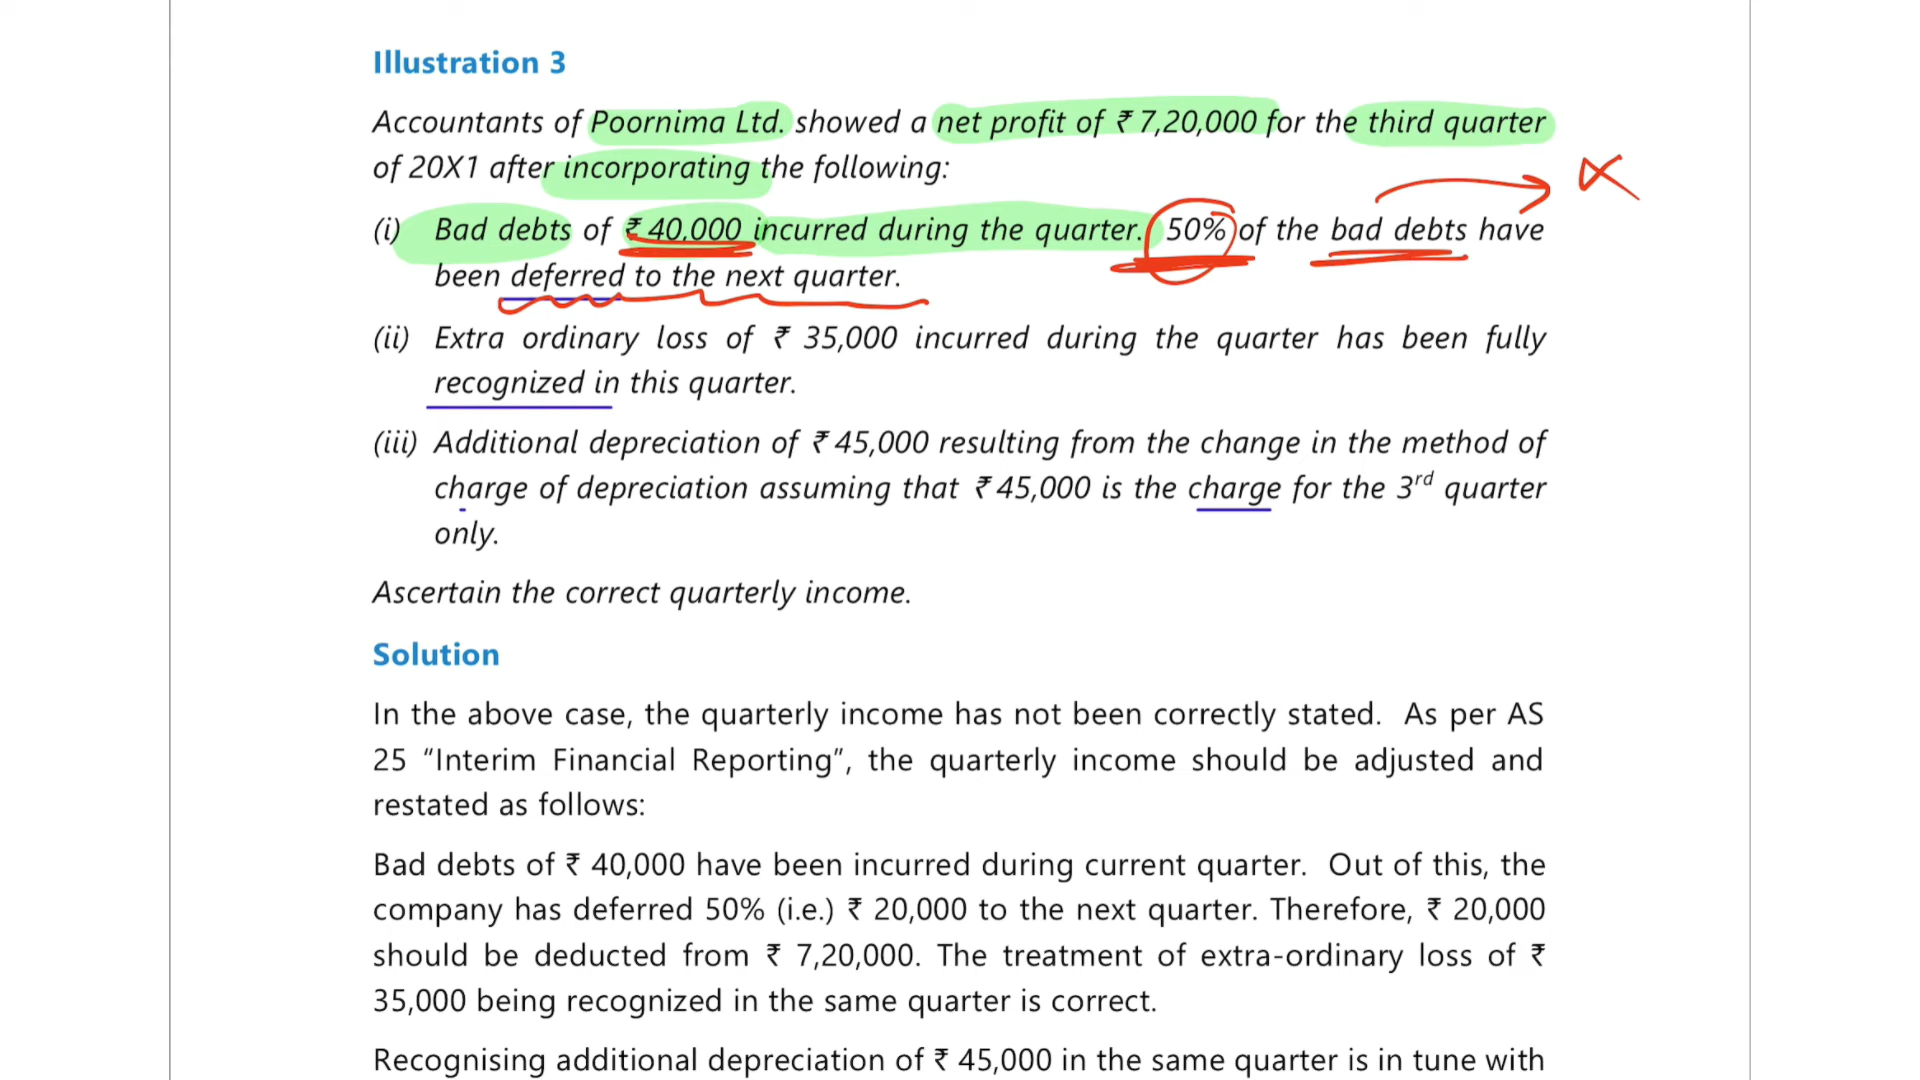 Illustration 3
Accountants of Poornima Ltd. showed a net profit of ₹ 7,20,000 for the third quarter
of 20X1 after incorporating the following:
(i) Bad debts of ₹ 40,000 incurred during the quarter. 50% of the bad debts have
been deferred to the next quarter.
(ii) Extra ordinary loss of ₹ 35,000 incurred during the quarter has been fully
recognized in this quarter.
(iii) Additional depreciation of ₹ 45,000 resulting from the change in the method of
charge of depreciation assuming that ₹ 45,000 is the charge for the 3rd quarter
only.
Ascertain the correct quarterly income.
Solution
In the above case, the quarterly income has not been correctly stated. As per AS
25 “Interim Financial Reporting”, the quarterly income should be adjusted and
restated as follows:
Bad debts of ₹ 40,000 have been incurred during current quarter. Out of this, the
company has deferred 50% (i.e.) ₹ 20,000 to the next quarter. Therefore, ₹ 20,000
should be deducted from ₹ 7,20,000. The treatment of extra-ordinary loss of ₹
35,000 being recognized in the same quarter is correct.
Recognising additional depreciation of ₹ 45,000 in the same quarter is in tune with